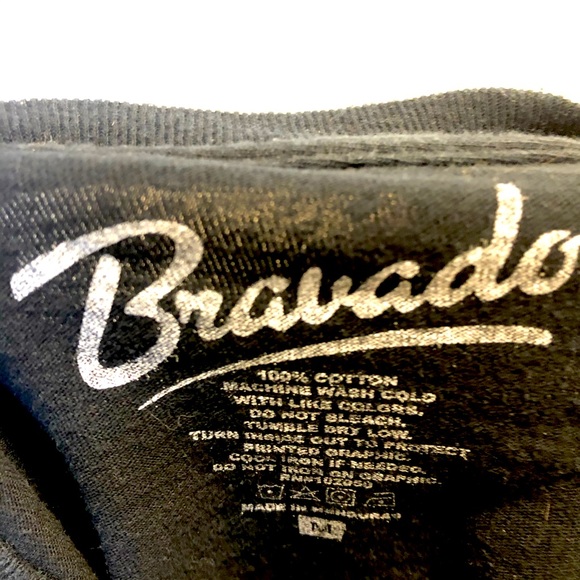 Bravado
100% COTTON
MACHINE WASH COLD
WITH LIKE COLORS.
DO NOT BLEACH.
TUMBLE DRY LOW.
TURN INSIDE OUT TO PROTECT
PRINTED GRAPHIC.
COOL IRON IF NEEDED.
DO NOT IRON ON GRAPHIC.
MADE IN HONDURAS
M